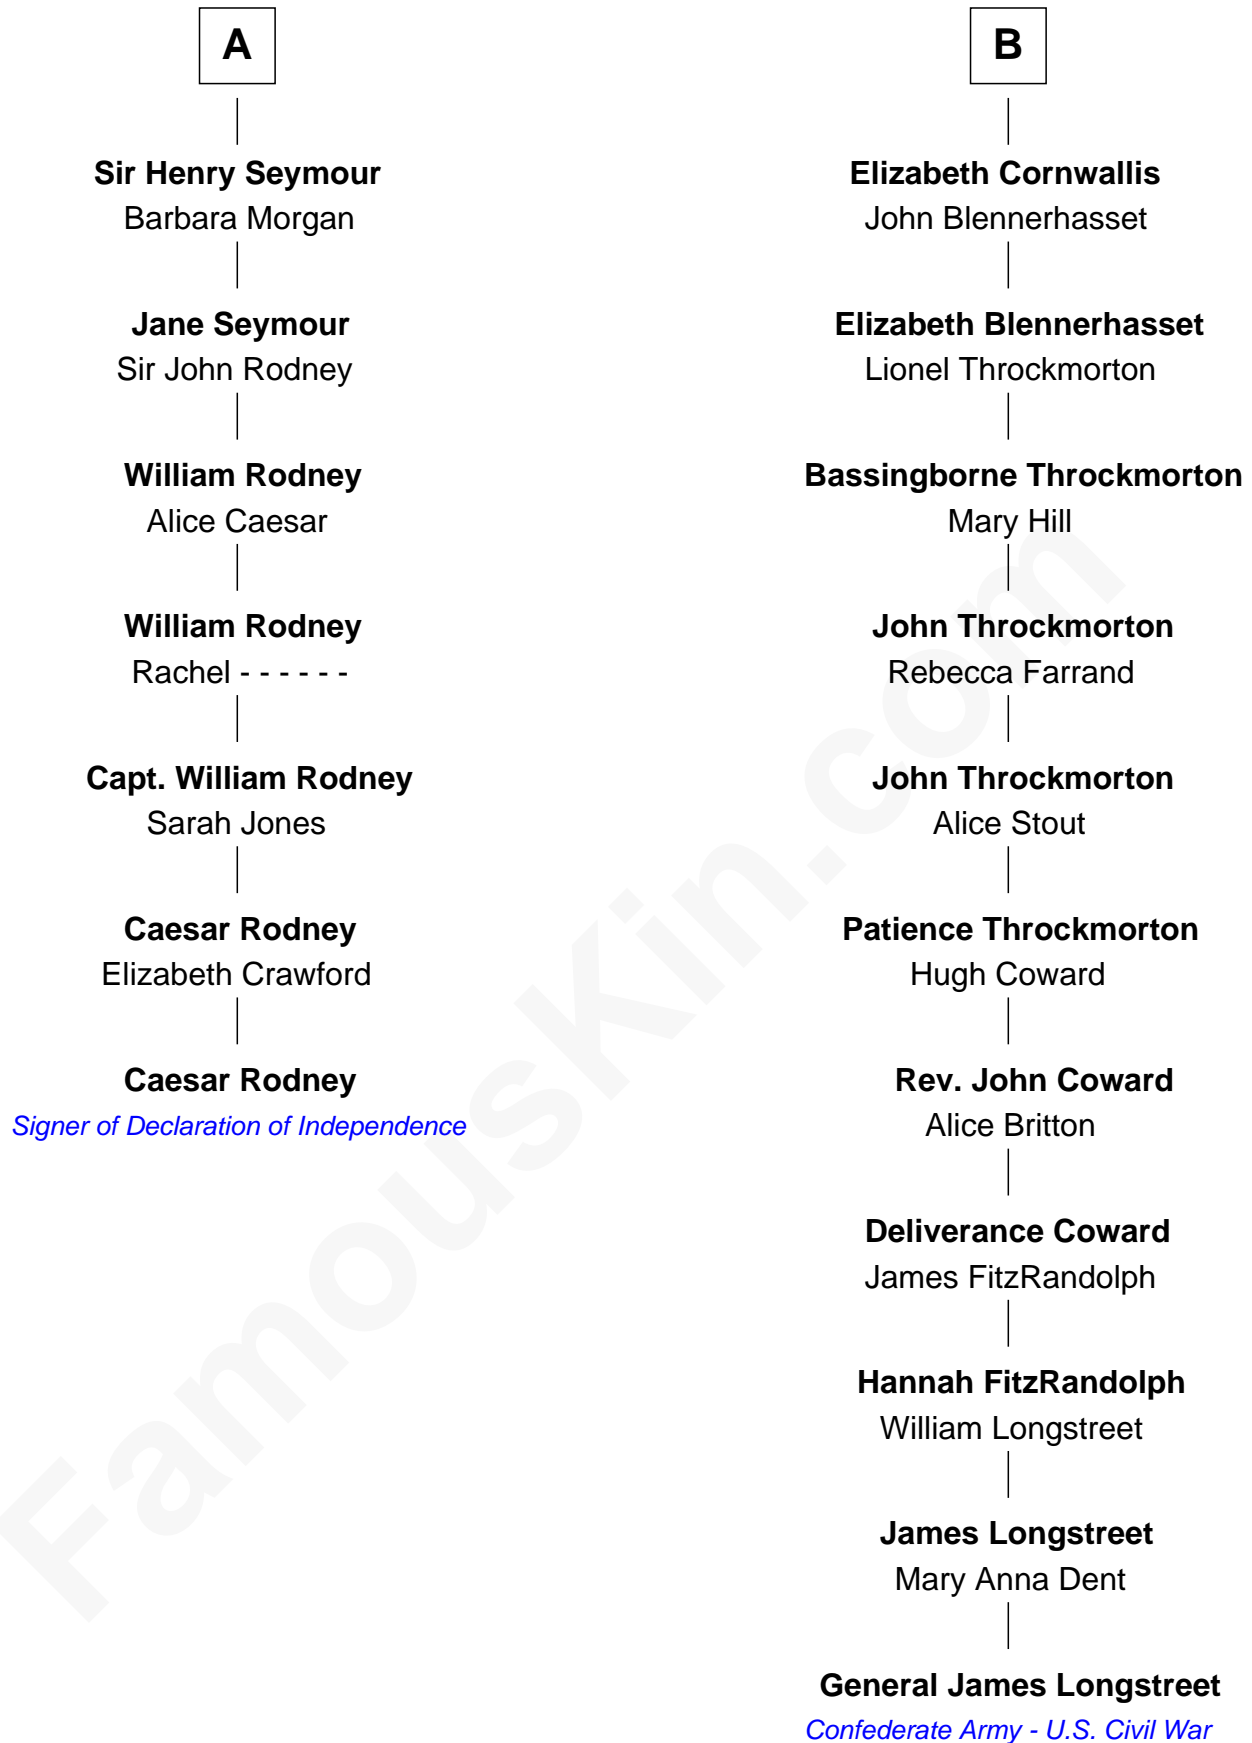 A
Sir Henry Seymour
Barbara Morgan
Jane Seymour
Sir John Rodney
William Rodney
Alice Caesar
William Rodney
Rachel - - - - - -
Capt. William Rodney
Sarah Jones
Caesar Rodney
Elizabeth Crawford
Caesar Rodney
Signer of Declaration of Independence
B
Elizabeth Cornwallis
John Blennerhasset
Elizabeth Blennerhasset
Lionel Throckmorton
Bassingborne Throckmorton
Mary Hill
John Throckmorton
Rebecca Farrand
John Throckmorton
Alice Stout
Patience Throckmorton
Hugh Coward
Rev. John Coward
Alice Britton
Deliverance Coward
James FitzRandolph
Hannah FitzRandolph
William Longstreet
James Longstreet
Mary Anna Dent
General James Longstreet
Confederate Army - U.S. Civil War
FamousKin.com